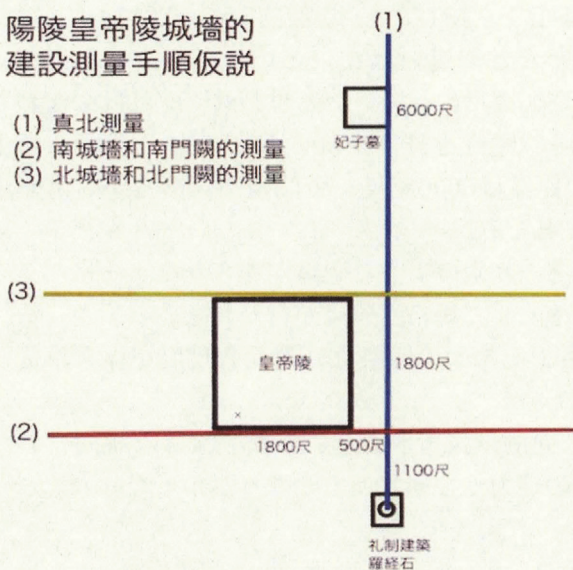 陽陵皇帝陵城墻的
建設測量手順仮説
(1) 真北測量
(2) 南城墻和南門闕的測量
(3) 北城墻和北門闕的測量
(1)
6000尺
妃子墓
(3)
皇帝陵
1800尺
×
(2)
1800尺
500尺
1100尺
礼制建築
羅経石